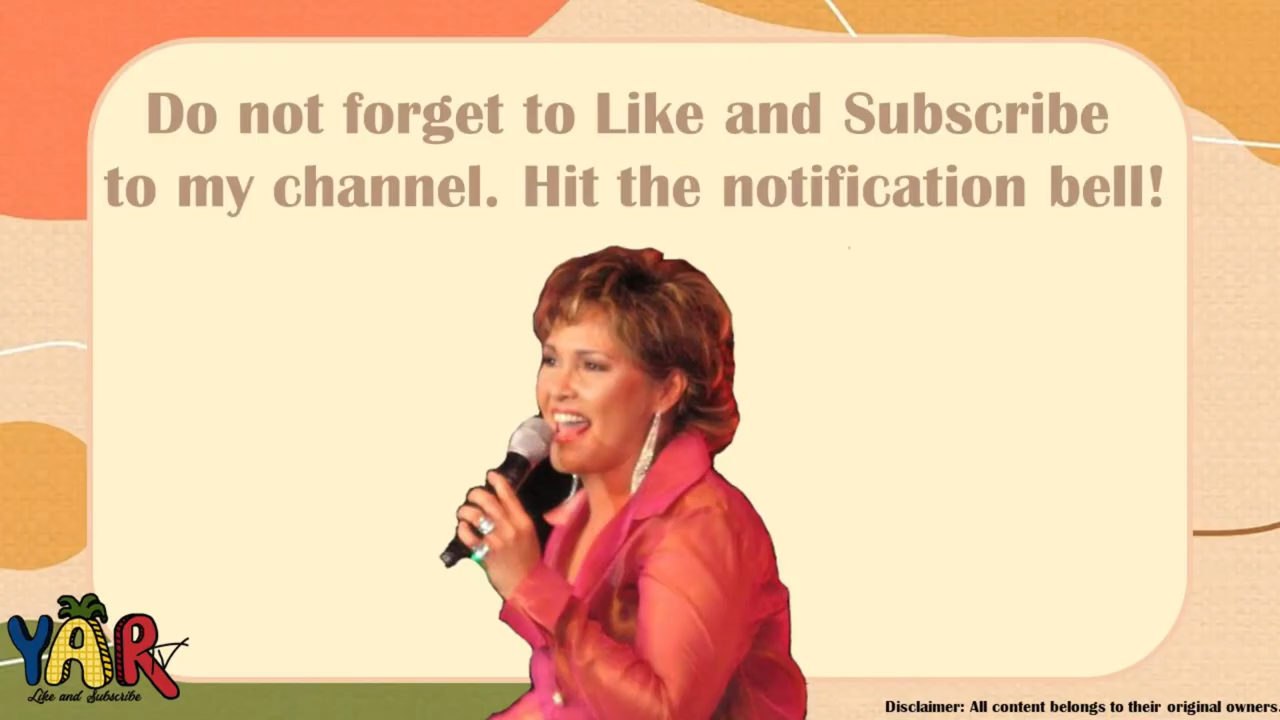 Do not forget to Like and Subscribe
to my channel. Hit the notification bell!
YAR
TV
Like and Subscribe
Disclaimer: All content belongs to their original owners.